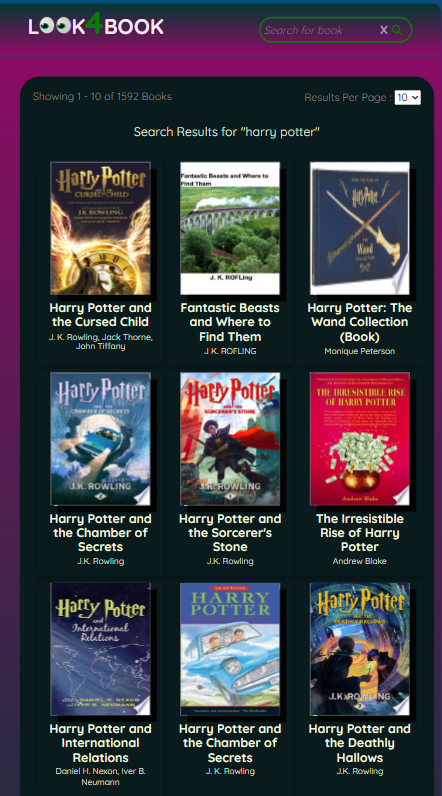 LOOK4BOOK
Search for book X
Showing 1 - 10 of 1592 Books
Results Per Page : 10
Search Results for "harry potter"
Harry Potter
AND THE
CURSED CHILD
J.K. ROWLING
Fantastic Beasts and Where to
Find Them
J. K. ROFLing
Harry Potter
THE
Wand
COLLECTION
Harry Potter and
the Cursed Child
J. K. Rowling, Jack Thorne,
John Tiffany
Fantastic Beasts
and Where to
Find Them
J K ROFLING
Harry Potter: The
Wand Collection
(Book)
Monique Peterson
Harry Potter
AND THE
CHAMBER OF SECRETS
J.K.ROWLING
2
Harry Potter
AND THE
SORCERER'S STONE
J.K.ROWLING
1
THE IRRESISTIBLE
RISE OF HARRY
POTTER
Andrew Blake
Harry Potter and
the Chamber of
Secrets
J.K. Rowling
Harry Potter and
the Sorcerer's
Stone
J.K. Rowling
The Irresistible
Rise of Harry
Potter
Andrew Blake
Harry Potter
and
International
Relations
DANIEL H. NEXON,
IVER B. NEUMANN
J.K. ROWLING
HARRY
POTTER
Harry Potter
AND THE
DEATHLY HALLOWS
J.K.ROWLING
7
Harry Potter and
International
Relations
Daniel H. Nexon, Iver B.
Neumann
Harry Potter and
the Chamber of
Secrets
J. K. Rowling
Harry Potter and
the Deathly
Hallows
J.K. Rowling